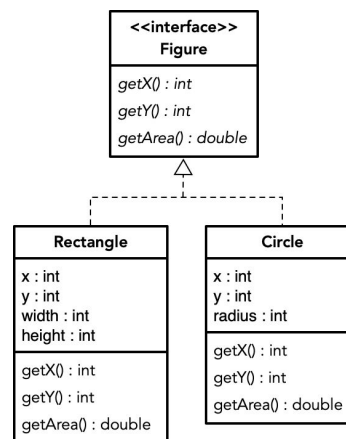 <<interface>>
Figure
getX() : int
getY() : int
getArea() : double
Rectangle
x : int
y : int
width : int
height : int
getX() : int
getY() : int
getArea() : double
Circle
x : int
y : int
radius : int
getX() : int
getY() : int
getArea() : double